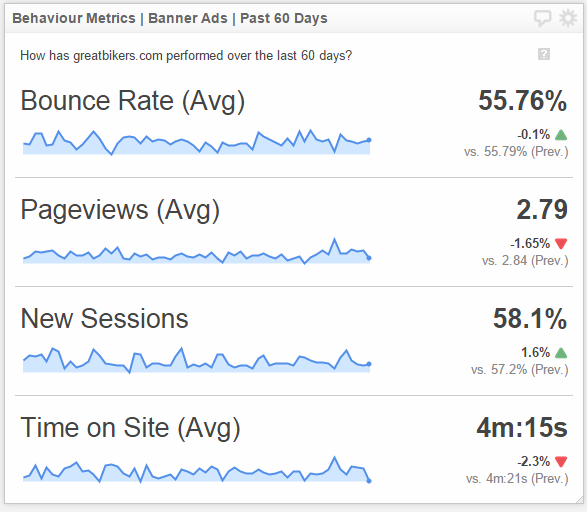 Behaviour Metrics | Banner Ads | Past 60 Days
How has greatbikers.com performed over the last 60 days?
?
Bounce Rate (Avg)
55.76%
-0.1%
vs. 55.79% (Prev.)
Pageviews (Avg)
2.79
-1.65%
vs. 2.84 (Prev.)
New Sessions
58.1%
1.6%
vs. 57.2% (Prev.)
Time on Site (Avg)
4m:15s
-2.3%
vs. 4m:21s (Prev.)